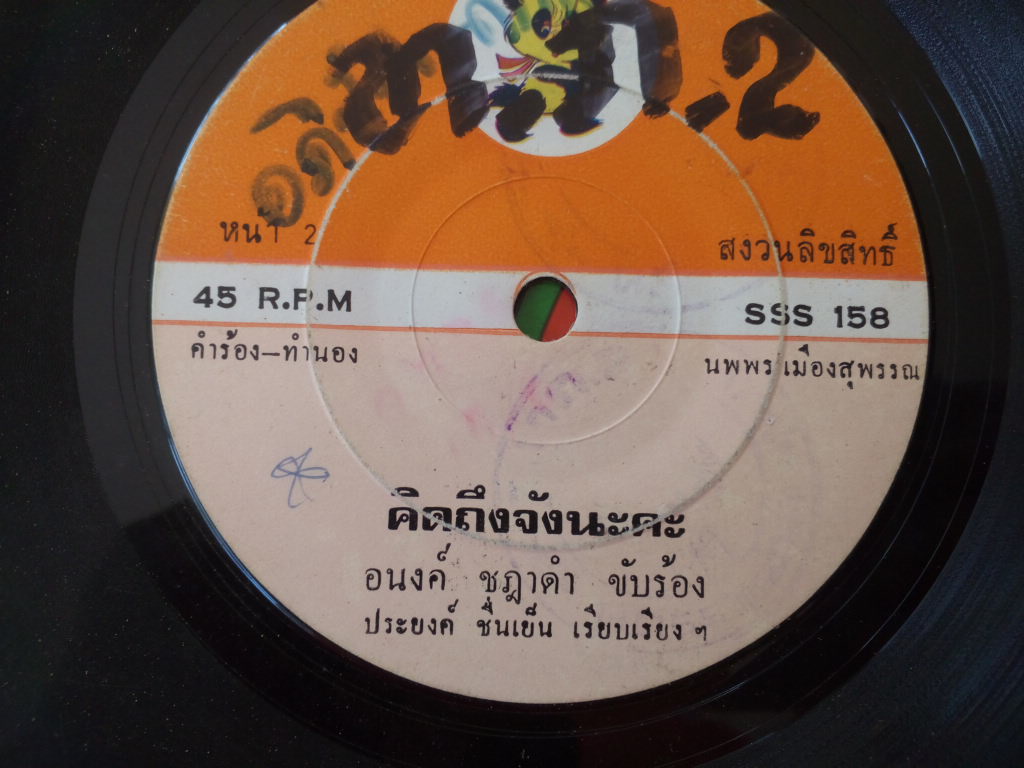 ท.ท.2
หน้า 2
สงวนลิขสิทธิ์
45 R.P.M
SSS 158
คำร้อง-ทำนอง
นพพร เมืองสุพรรณ
คิดถึงจังนะคะ
อนงค์ ชฎาดำ ขับร้อง
ประยงค์ ชื่นเย็น เรียบเรียง ฯ